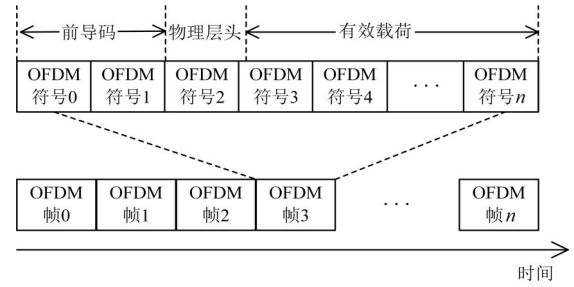 前导码 物理层头 有效载荷
OFDM OFDM OFDM OFDM OFDM OFDM
符号0 符号1 符号2 符号3 符号4 ··· 符号n
OFDM OFDM OFDM OFDM OFDM
帧0 帧1 帧2 帧3 ··· 帧n
时间